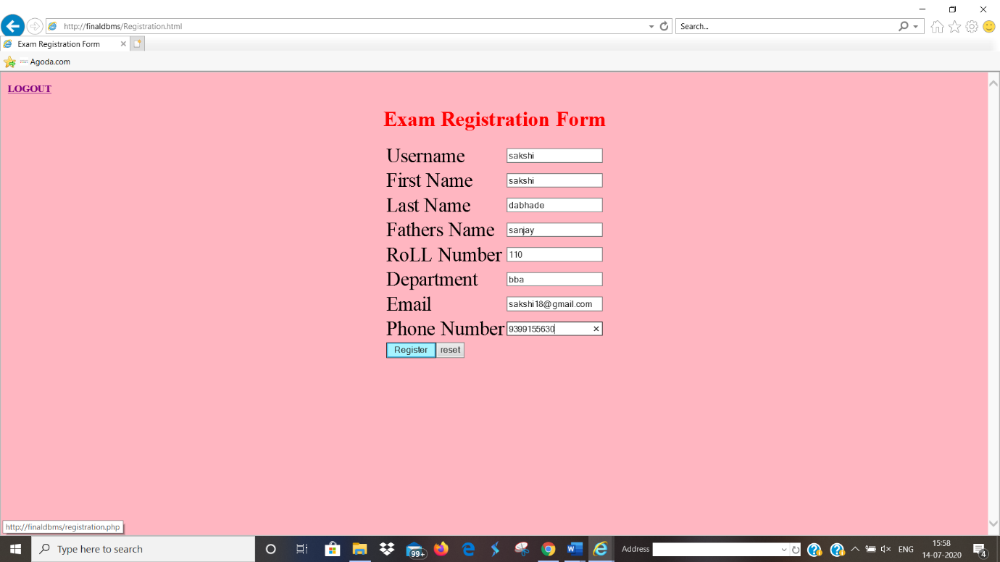 http://finaldbms/Registration.html
Search...
Exam Registration Form
Agoda.com
LOGOUT
Exam Registration Form
Username sakshi
First Name sakshi
Last Name dabhade
Fathers Name sanjay
RoLL Number 110
Department bba
Email sakshi18@gmail.com
Phone Number 9399155630
Register reset
http://finaldbms/registration.php
Type here to search
99+
Address
ENG
15:58
14-07-2020
4